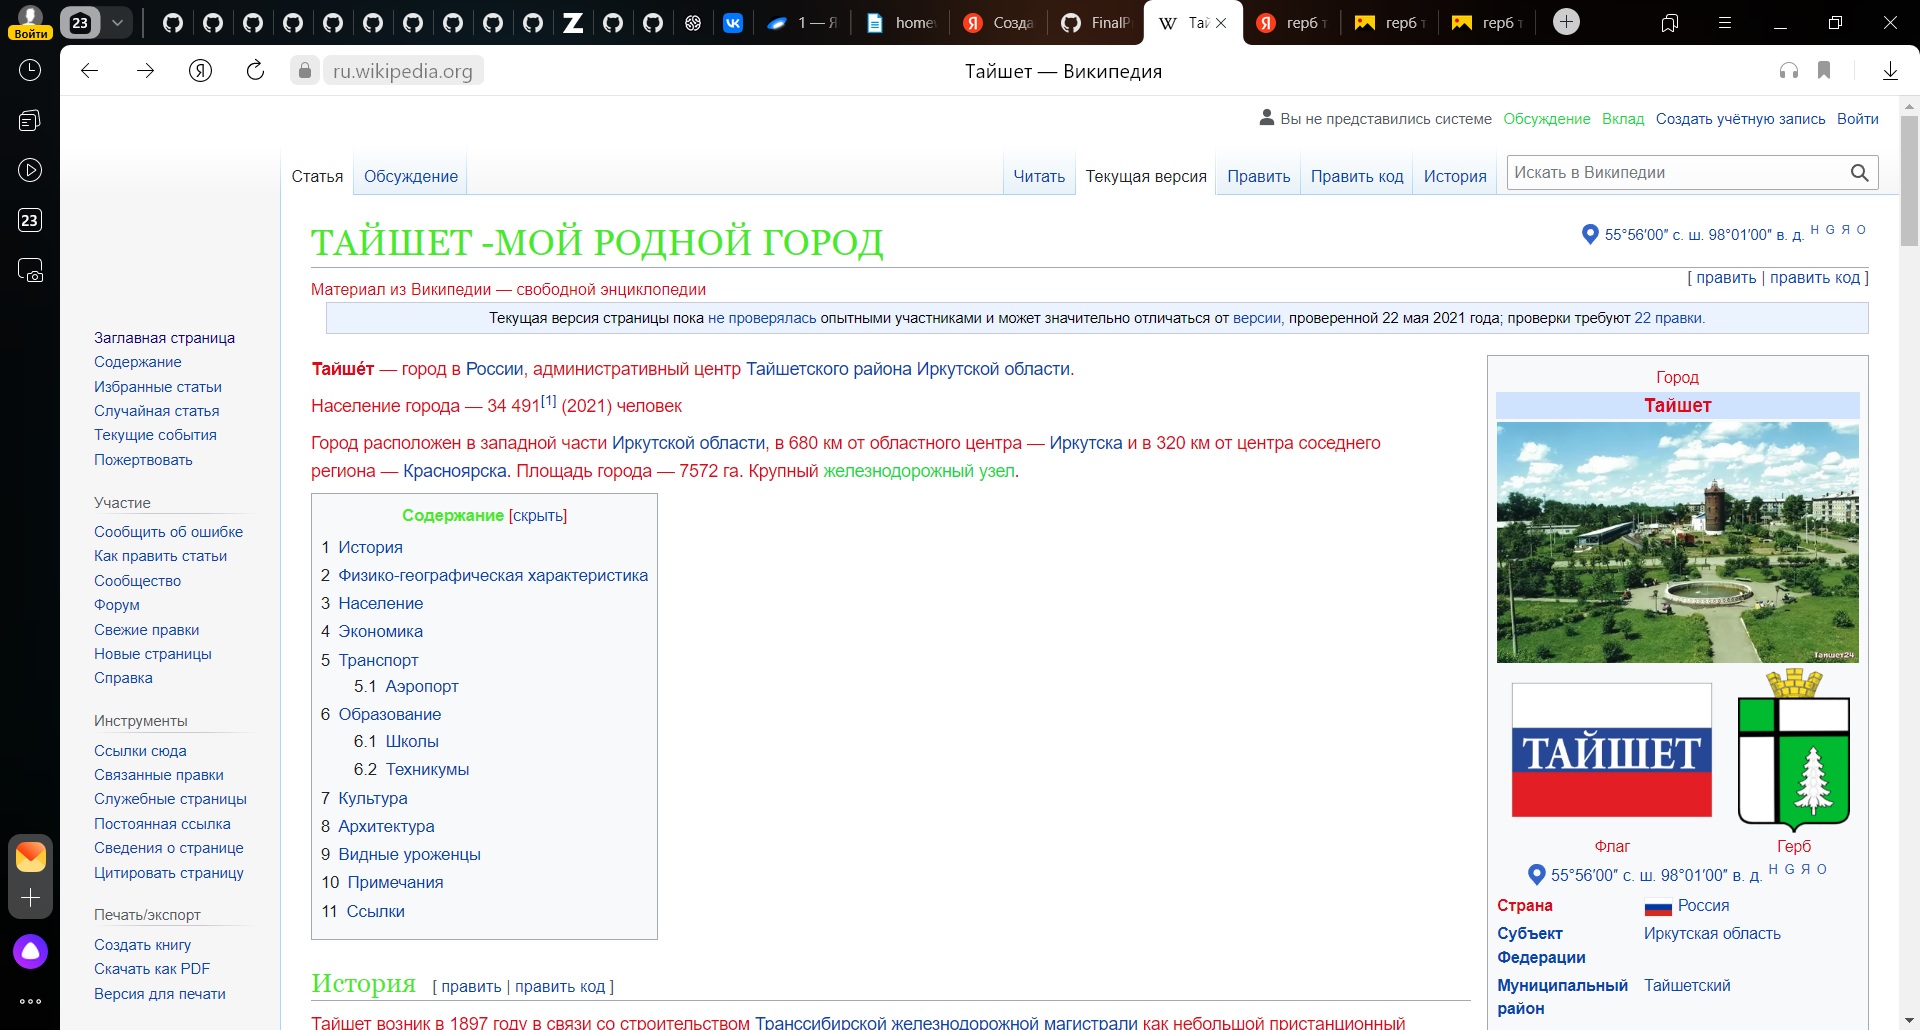 Войти
23
1 — Я
home
Созда
FinalP
Тай
герб т
герб т
герб т
ru.wikipedia.org
Тайшет — Википедия
23
Вы не представились системе Обсуждение Вклад Создать учётную запись Войти
Статья Обсуждение Читать Текущая версия Править Править код История Искать в Википедии
ТАЙШЕТ -МОЙ РОДНОЙ ГОРОД
55°56′00″ с. ш. 98°01′00″ в. д. H G Я O
[ править | править код ]
Материал из Википедии — свободной энциклопедии
Текущая версия страницы пока не проверялась опытными участниками и может значительно отличаться от версии, проверенной 22 мая 2021 года; проверки требуют 22 правки.
Заглавная страница
Содержание
Избранные статьи
Случайная статья
Текущие события
Пожертвовать
Участие
Сообщить об ошибке
Как править статьи
Сообщество
Форум
Свежие правки
Новые страницы
Справка
Инструменты
Ссылки сюда
Связанные правки
Служебные страницы
Постоянная ссылка
Сведения о странице
Цитировать страницу
Печать/экспорт
Создать книгу
Скачать как PDF
Версия для печати
Тайше́т — город в России, административный центр Тайшетского района Иркутской области.
Население города — 34 491[1] (2021) человек
Город расположен в западной части Иркутской области, в 680 км от областного центра — Иркутска и в 320 км от центра соседнего
региона — Красноярска. Площадь города — 7572 га. Крупный железнодорожный узел.
Содержание [скрыть]
1 История
2 Физико-географическая характеристика
3 Население
4 Экономика
5 Транспорт
5.1 Аэропорт
6 Образование
6.1 Школы
6.2 Техникумы
7 Культура
8 Архитектура
9 Видные уроженцы
10 Примечания
11 Ссылки
История [ править | править код ]
Тайшет возник в 1897 году в связи со строительством Транссибирской железнодорожной магистрали как небольшой пристанционный
Город
Тайшет
Тайшет24
ТАЙШЕТ
Флаг Герб
55°56′00″ с. ш. 98°01′00″ в. д. H G Я O
Страна Россия
Субъект Иркутская область
Федерации
Муниципальный Тайшетский
район